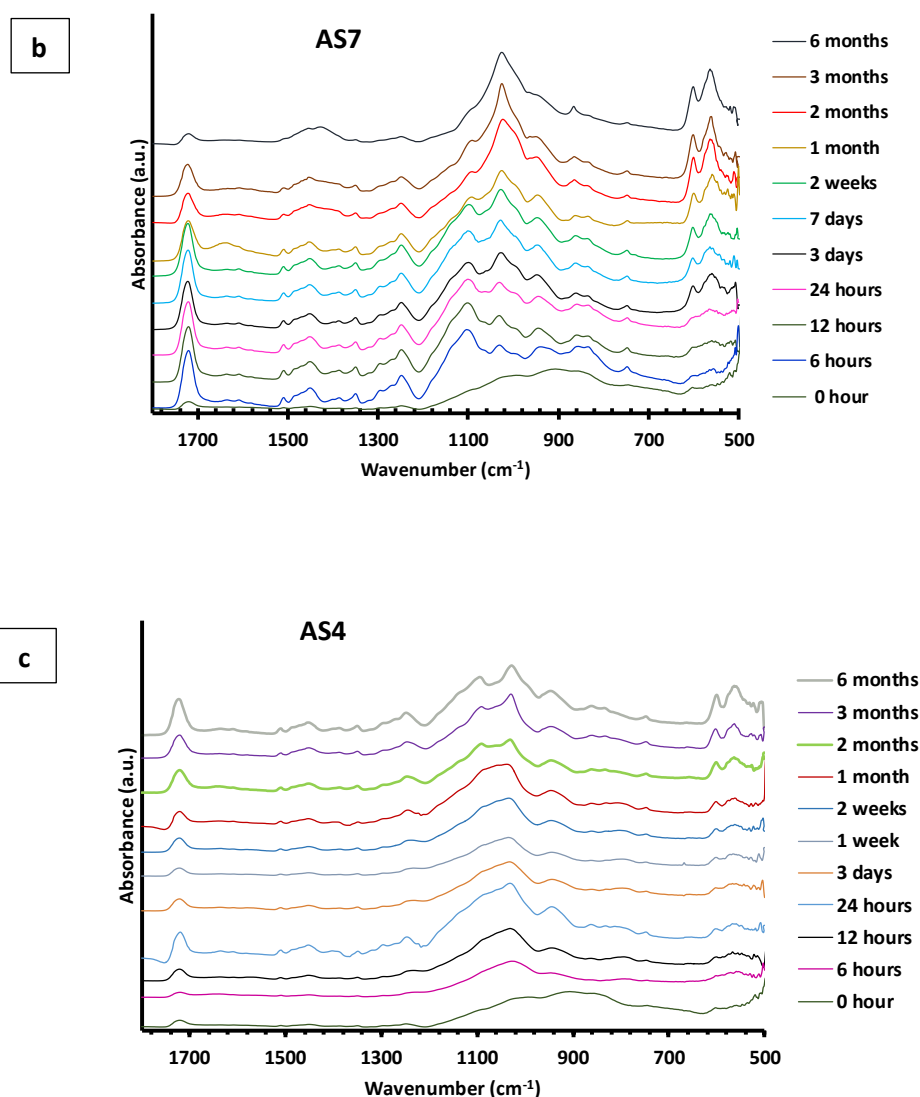 b
AS7
6 months
3 months
2 months
1 month
2 weeks
7 days
3 days
24 hours
12 hours
6 hours
0 hour
Absorbance (a.u.)
1700 1500 1300 1100 900 700 500
Wavenumber (cm⁻¹)
c
AS4
6 months
3 months
2 months
1 month
2 weeks
1 week
3 days
24 hours
12 hours
6 hours
0 hour
Absorbance (a.u.)
1700 1500 1300 1100 900 700 500
Wavenumber (cm⁻¹)